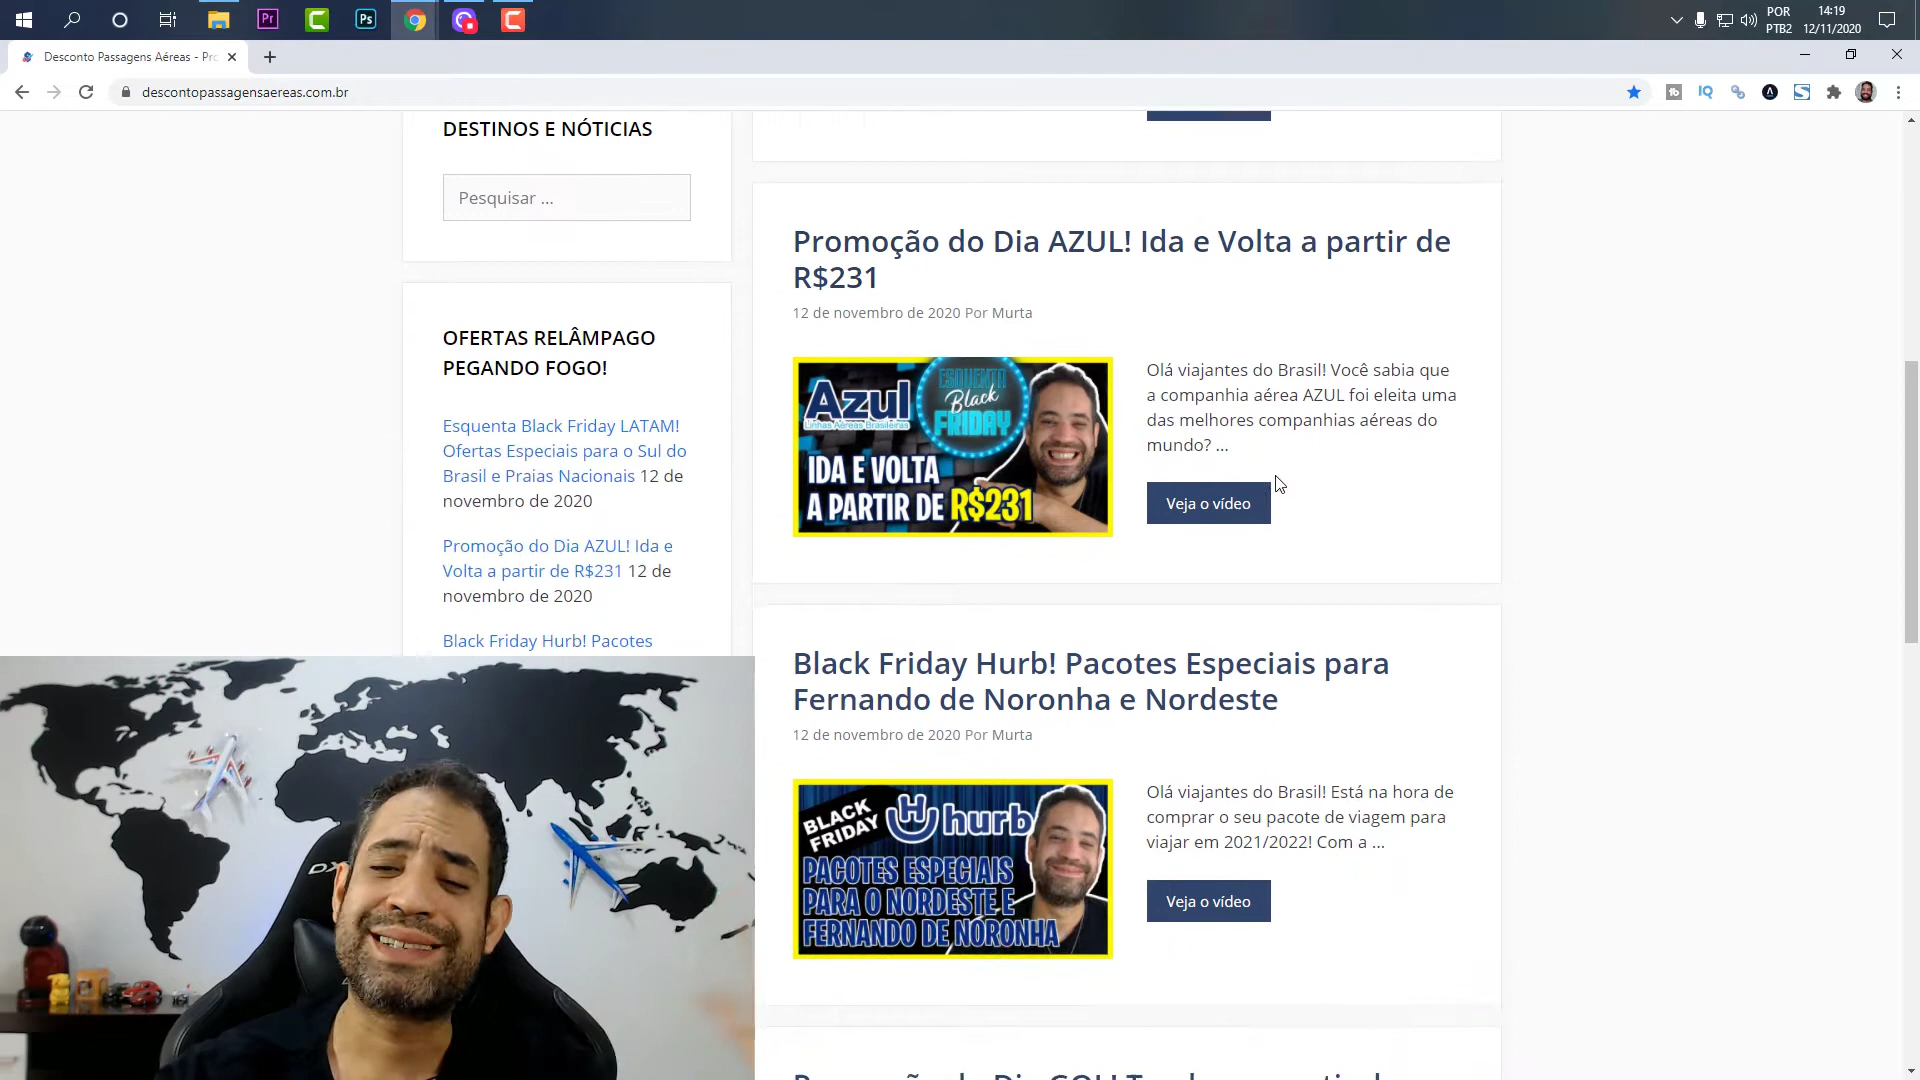 POR
PTB2
14:19
12/11/2020
Desconto Passagens Aéreas - Pro
descontopassagensaereas.com.br
DESTINOS E NÓTICIAS
Pesquisar ...
OFERTAS RELÂMPAGO
PEGANDO FOGO!
Esquenta Black Friday LATAM!
Ofertas Especiais para o Sul do
Brasil e Praias Nacionais 12 de
novembro de 2020
Promoção do Dia AZUL! Ida e
Volta a partir de R$231 12 de
novembro de 2020
Black Friday Hurb! Pacotes
Promoção do Dia AZUL! Ida e Volta a partir de
R$231
12 de novembro de 2020 Por Murta
Azul
Linhas Aéreas Brasileiras
ESQUENTA
Black
FRIDAY
IDA E VOLTA
A PARTIR DE R$231
Olá viajantes do Brasil! Você sabia que
a companhia aérea AZUL foi eleita uma
das melhores companhias aéreas do
mundo? ...
Veja o vídeo
Black Friday Hurb! Pacotes Especiais para
Fernando de Noronha e Nordeste
12 de novembro de 2020 Por Murta
BLACK
FRIDAY
hurb
PACOTES ESPECIAIS
PARA O NORDESTE E
FERNANDO DE NORONHA
Olá viajantes do Brasil! Está na hora de
comprar o seu pacote de viagem para
viajar em 2021/2022! Com a ...
Veja o vídeo